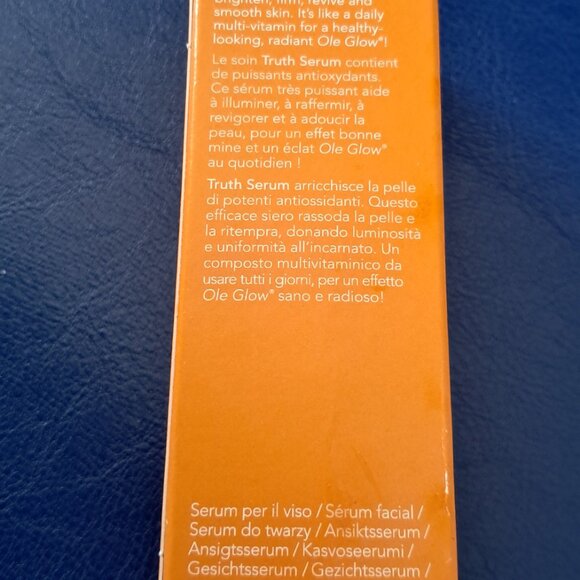 brighten, firm, revive and
smooth skin. It's like a daily
multi-vitamin for a healthy-
looking, radiant Ole Glow®!
Le soin Truth Serum contient
de puissants antioxydants.
Ce sérum très puissant aide
à illuminer, à raffermir, à
revigorer et à adoucir la
peau, pour un effet bonne
mine et un éclat Ole Glow®
au quotidien !
Truth Serum arricchisce la pelle
di potenti antiossidanti. Questo
efficace siero rassoda la pelle e
la ritempra, donando luminosità
e uniformità all'incarnato. Un
composto multivitaminico da
usare tutti i giorni, per un effetto
Ole Glow® sano e radioso!
Serum per il viso / Sérum facial /
Serum do twarzy / Ansiktsserum /
Ansigtsserum / Kasvoseerumi /
Gesichtsserum / Gezichtsserum /